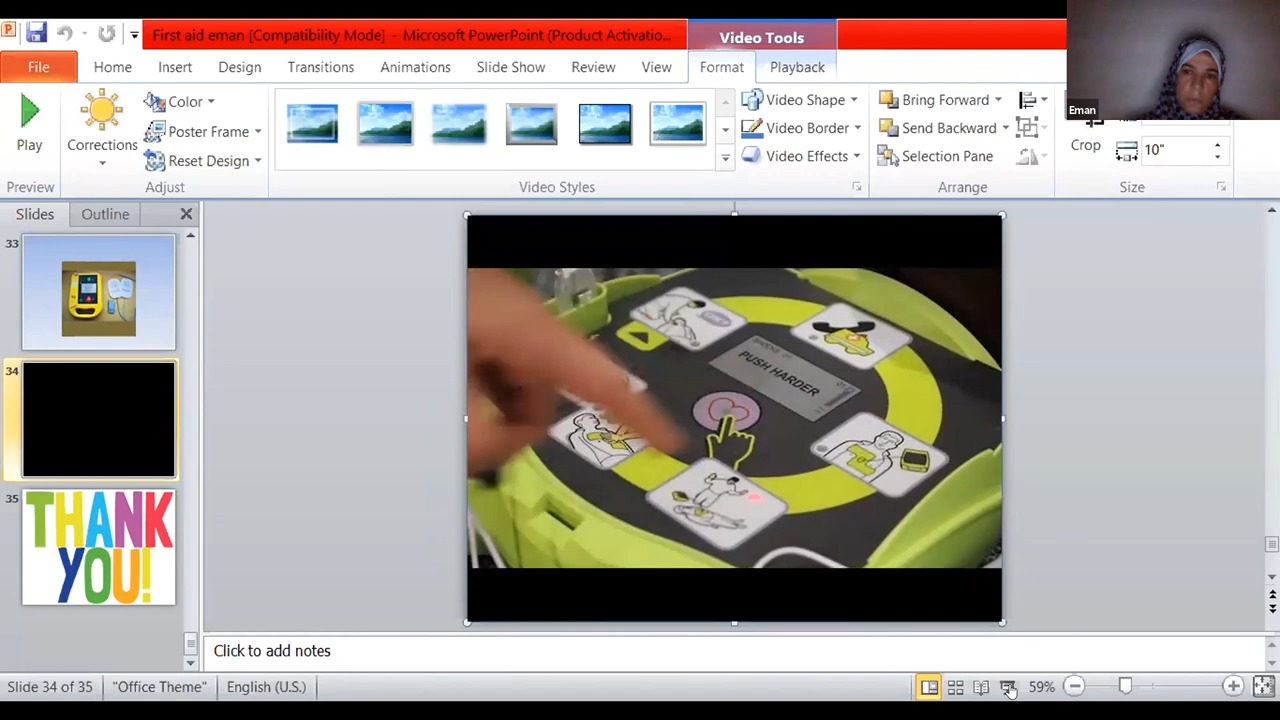 First aid eman [Compatibility Mode] - Microsoft PowerPoint (Product Activatio...
Video Tools
File
Home
Insert
Design
Transitions
Animations
Slide Show
Review
View
Format
Playback
Eman
Play
Corrections
Color
Poster Frame
Reset Design
Video Shape
Video Border
Video Effects
Bring Forward
Send Backward
Selection Pane
Crop
10"
Preview
Adjust
Video Styles
Arrange
Size
Slides
Outline
33
34
35
THANK
YOU!
PUSH HARDER
Click to add notes
Slide 34 of 35
"Office Theme"
English (U.S.)
59%